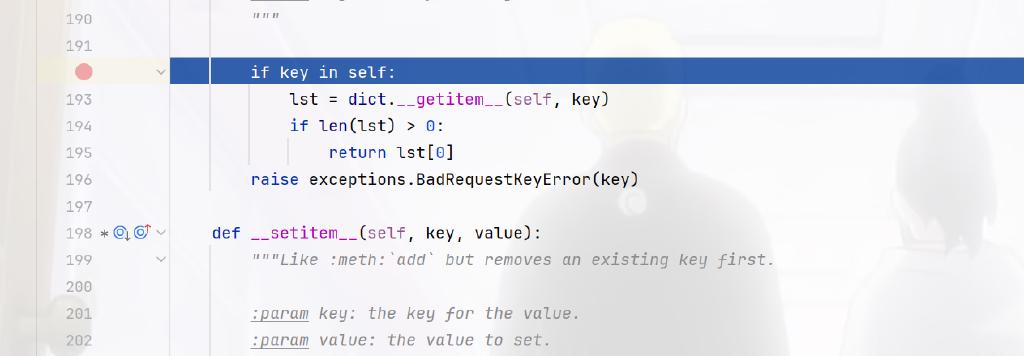 190 """
191
if key in self:
193 lst = dict.__getitem__(self, key)
194 if len(lst) > 0:
195 return lst[0]
196 raise exceptions.BadRequestKeyError(key)
197
198 * def __setitem__(self, key, value):
199 """Like :meth:`add` but removes an existing key first.
200
201 :param key: the key for the value.
202 :param value: the value to set.